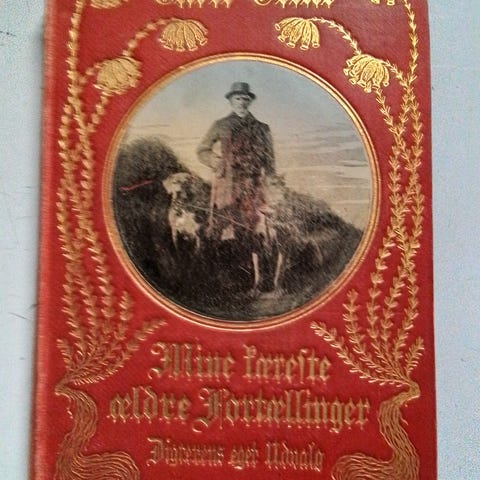 Mine kæreste
ældre Fortællinger
Digterens eget Udvalg